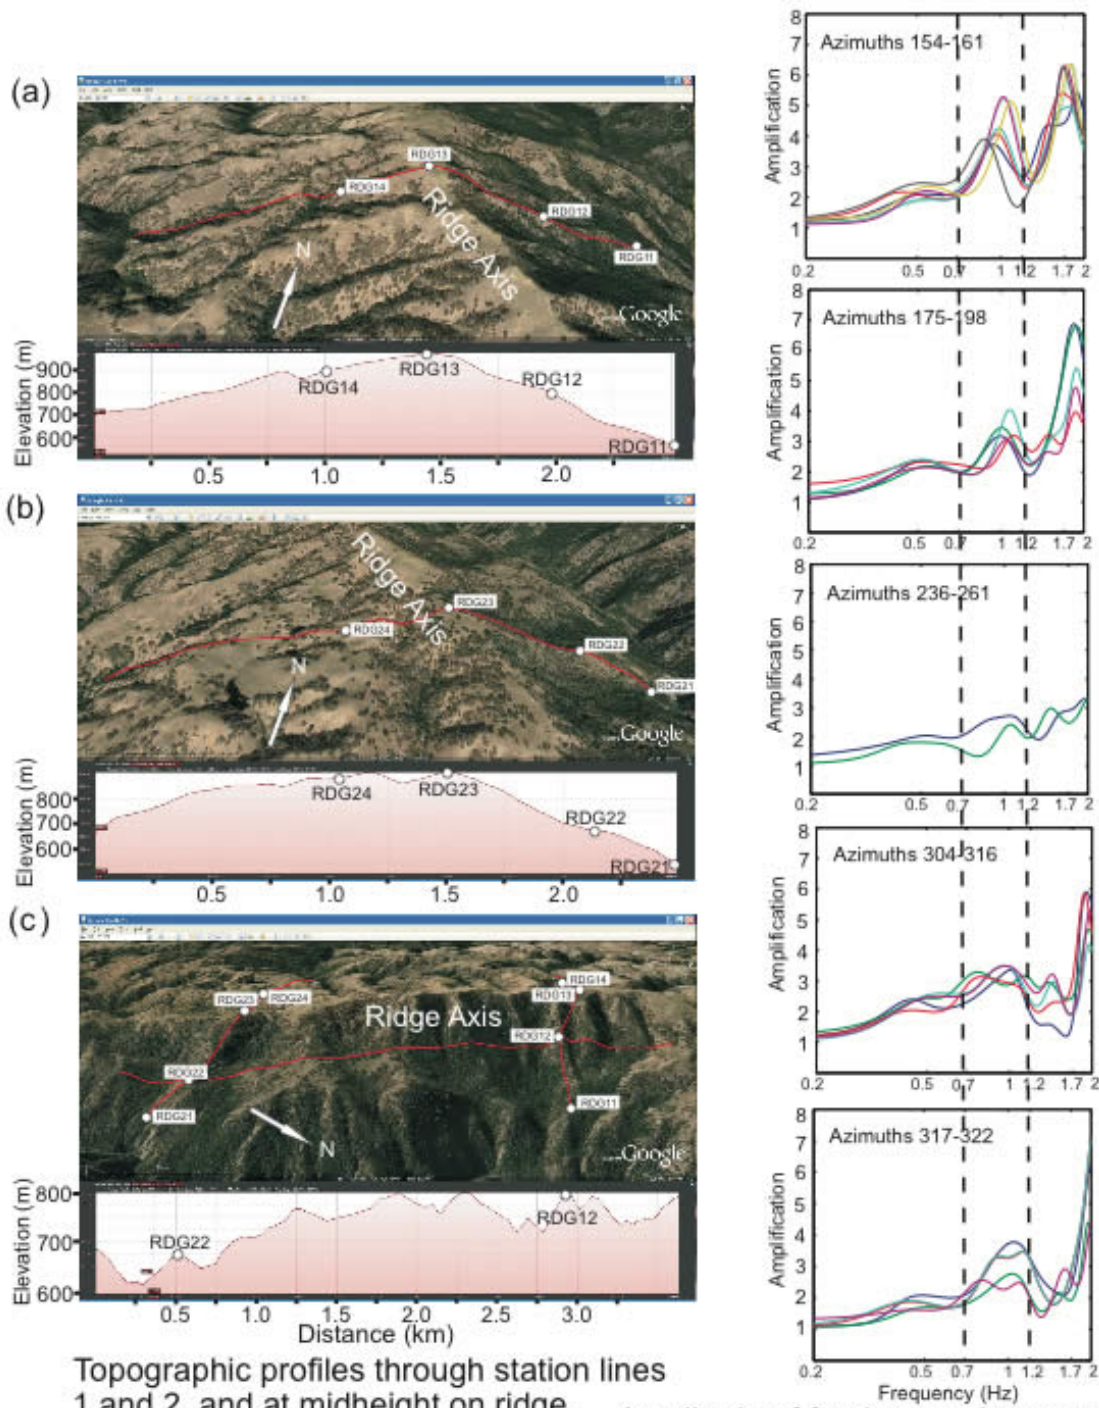 (a)
RDG13
RDG14
RDG12
RDG11
Ridge Axis
N
Google
Elevation (m)
900
800
700
600
RDG14
RDG13
RDG12
RDG11
0.5 1.0 1.5 2.0
(b)
Ridge Axis
RDG23
RDG24
RDG22
RDG21
N
Google
Elevation (m)
800
700
600
RDG24
RDG23
RDG22
RDG21
0.5 1.0 1.5 2.0
(c)
RDG23
RDG24
RDG14
RDG13
Ridge Axis
RDG12
RDG22
RDG21
RDG11
N
Google
Elevation (m)
800
700
600
RDG22
RDG12
0.5 1.0 1.5 2.0 2.5 3.0
Distance (km)
Topographic profiles through station lines
1 and 2, and at midheight on ridge
Azimuths 154-161
Amplification
8
7
6
5
4
3
2
1
0.2 0.5 0.7 1 1.2 1.7 2
Azimuths 175-198
Amplification
8
7
6
5
4
3
2
1
0.2 0.5 0.7 1 1.2 1.7 2
Azimuths 236-261
Amplification
8
7
6
5
4
3
2
1
0.2 0.5 0.7 1 1.2 1.7 2
Azimuths 304-316
Amplification
8
7
6
5
4
3
2
1
0.2 0.5 0.7 1 1.2 1.7 2
Azimuths 317-322
Amplification
8
7
6
5
4
3
2
1
0.2 0.5 0.7 1 1.2 1.7 2
Frequency (Hz)